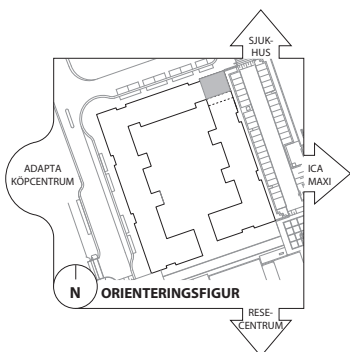 SJUK-
HUS
ADAPTA
KÖPCENTRUM
ICA
MAXI
N
ORIENTERINGSFIGUR
RESE-
CENTRUM